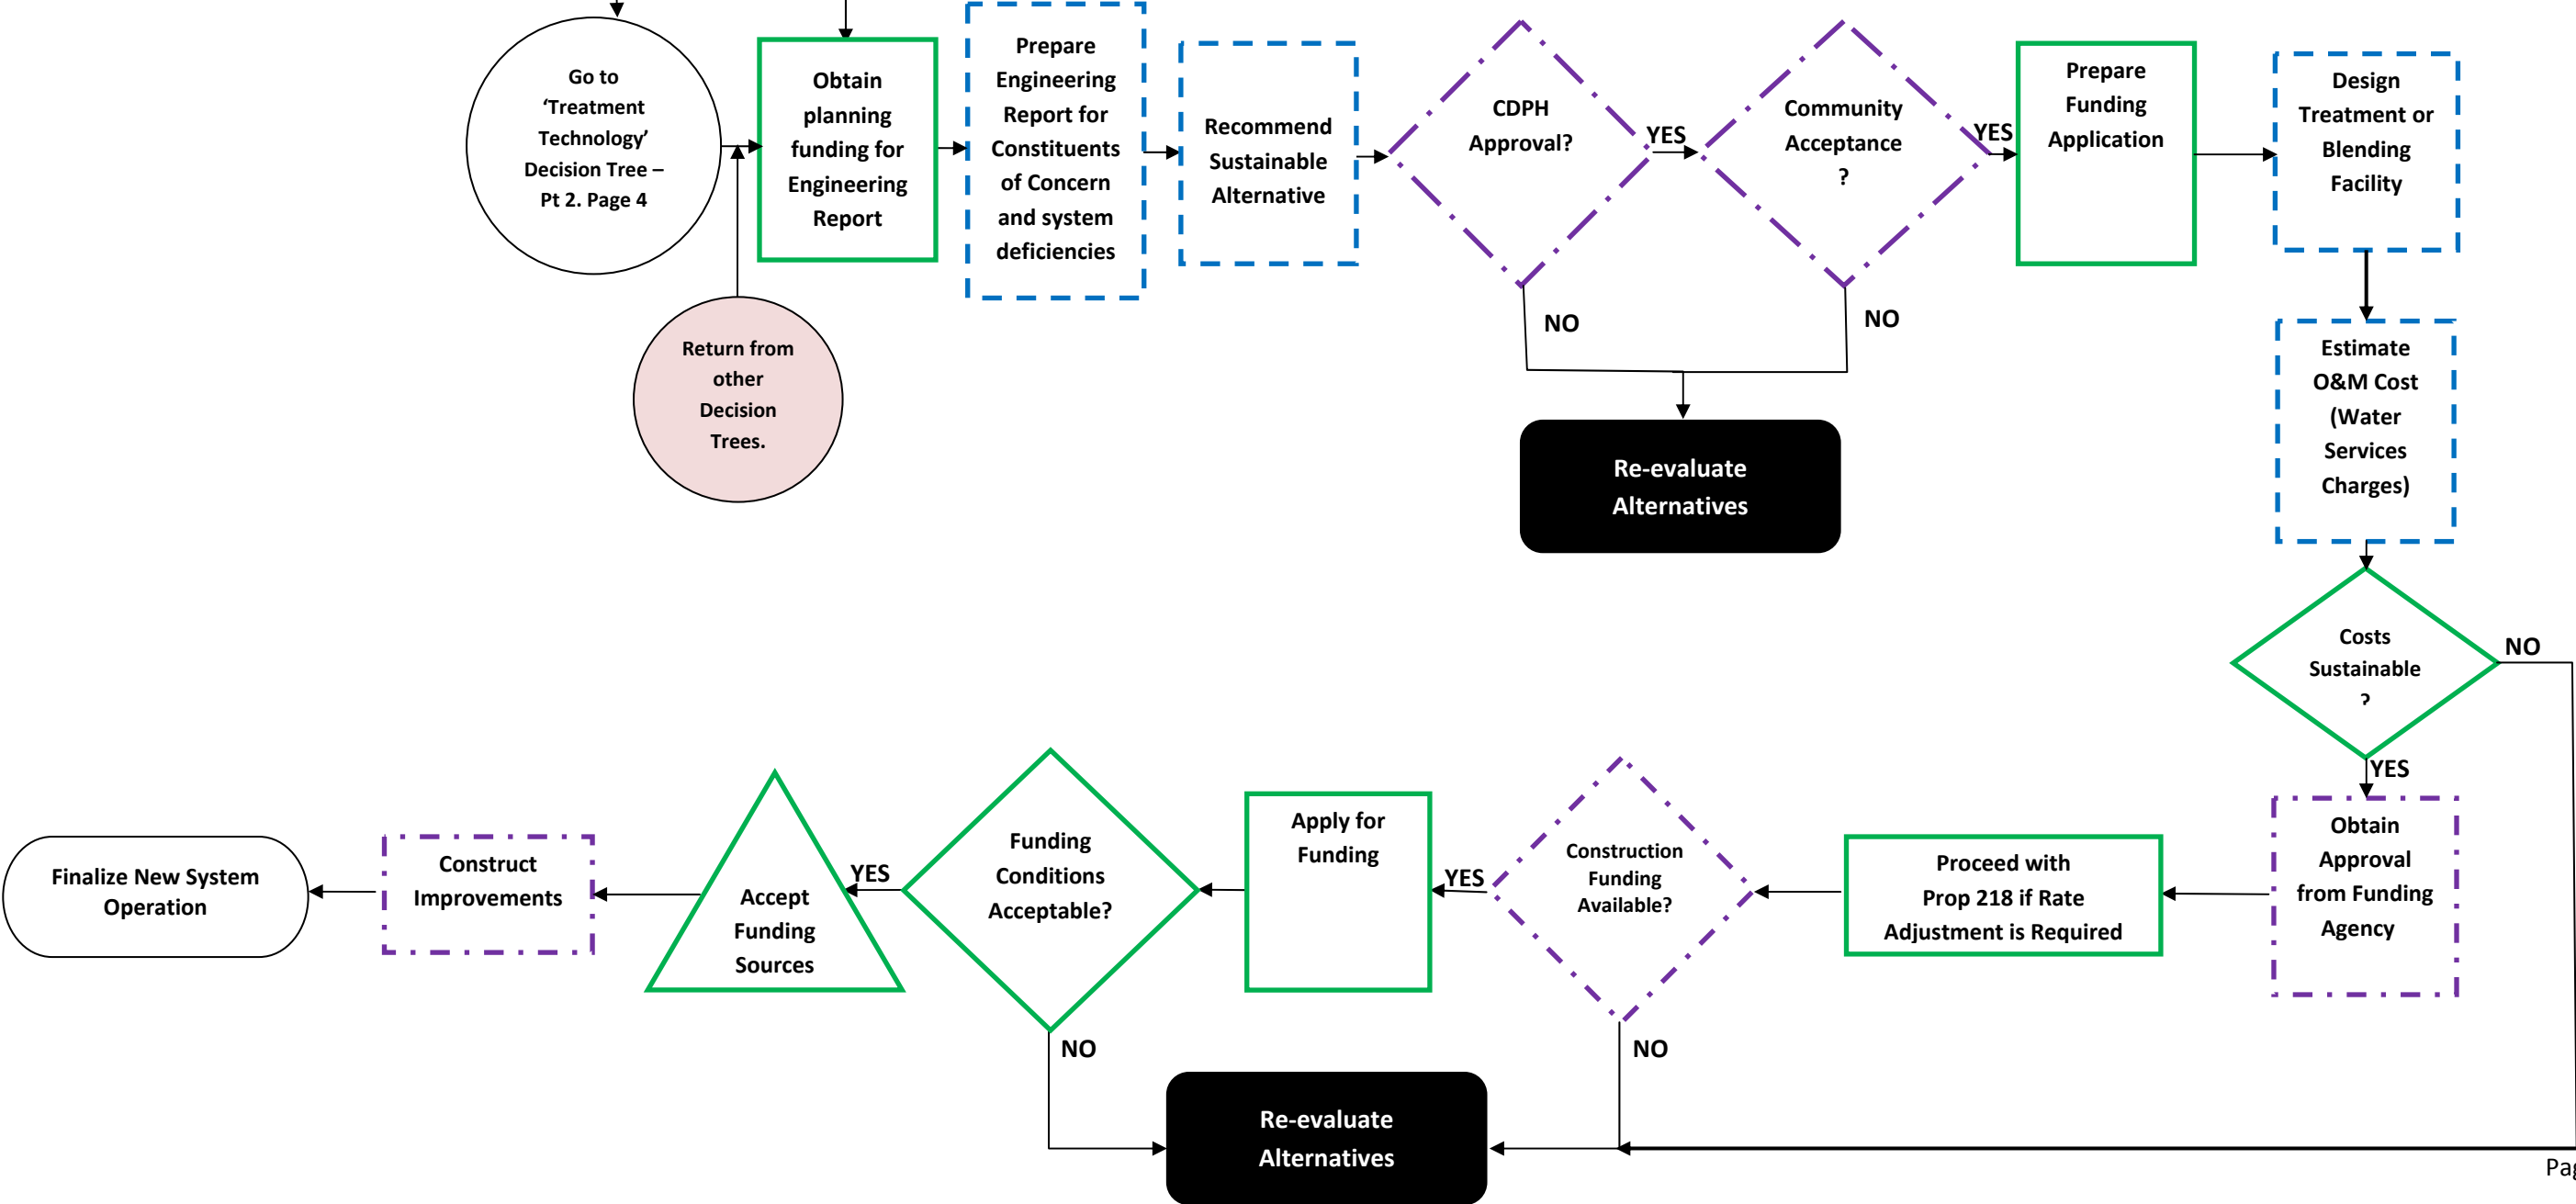 Go to
‘Treatment
Technology’
Decision Tree –
Pt 2. Page 4
Obtain
planning
funding for
Engineering
Report
Prepare
Engineering
Report for
Constituents
of Concern
and system
deficiencies
Recommend
Sustainable
Alternative
CDPH
Approval?
YES
NO
Community
Acceptance
?
YES
NO
Prepare
Funding
Application
Design
Treatment or
Blending
Facility
Return from
other
Decision
Trees.
Re-evaluate
Alternatives
Estimate
O&M Cost
(Water
Services
Charges)
Costs
Sustainable
?
NO
YES
Obtain
Approval
from Funding
Agency
Proceed with
Prop 218 if Rate
Adjustment is Required
Construction
Funding
Available?
YES
NO
Apply for
Funding
Funding
Conditions
Acceptable?
YES
NO
Accept
Funding
Sources
Construct
Improvements
Finalize New System
Operation
Re-evaluate
Alternatives